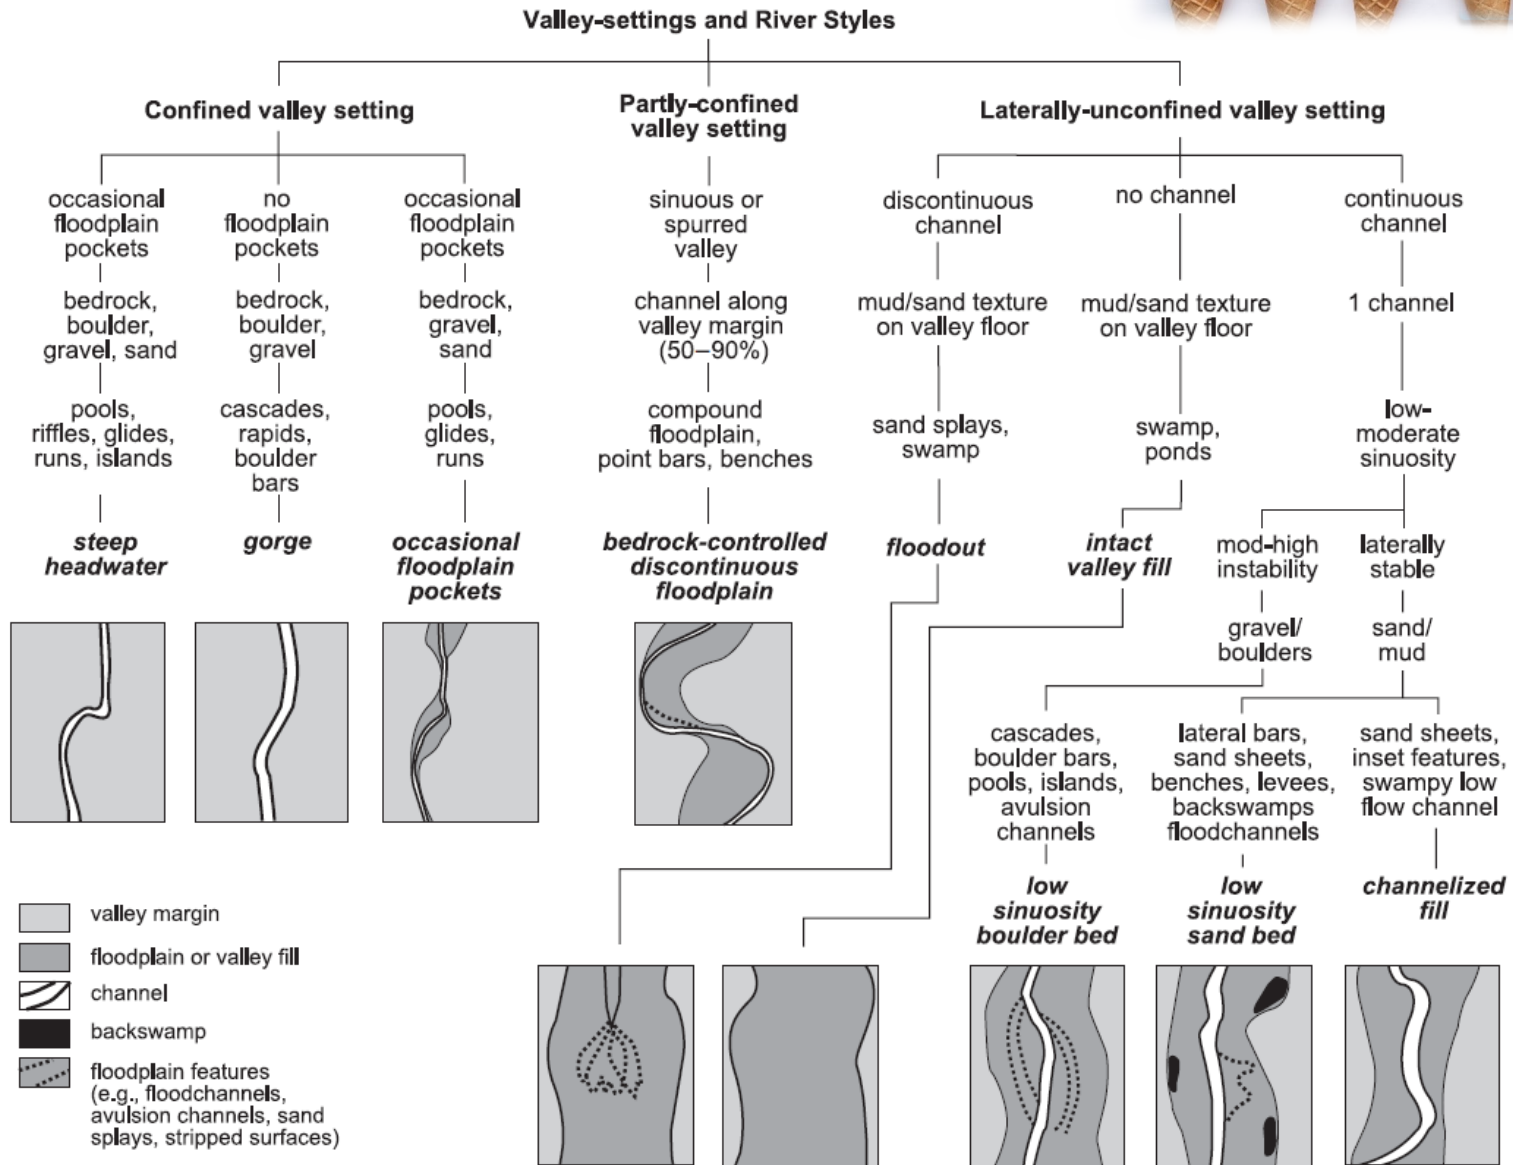 Valley-settings and River Styles
Confined valley setting
Partly-confined
valley setting
Laterally-unconfined valley setting
occasional
floodplain
pockets
no
floodplain
pockets
occasional
floodplain
pockets
sinuous or
spurred
valley
discontinuous
channel
no channel
continuous
channel
bedrock,
boulder,
gravel, sand
bedrock,
boulder,
gravel
bedrock,
gravel,
sand
channel along
valley margin
(50–90%)
mud/sand texture
on valley floor
mud/sand texture
on valley floor
1 channel
pools,
riffles, glides,
runs, islands
cascades,
rapids,
boulder
bars
pools,
glides,
runs
compound
floodplain,
point bars, benches
sand splays,
swamp
swamp,
ponds
low-
moderate
sinuosity
steep
headwater
gorge
occasional
floodplain
pockets
bedrock-controlled
discontinuous
floodplain
floodout
intact
valley fill
mod-high
instability
laterally
stable
gravel/
boulders
sand/
mud
cascades,
boulder bars,
pools, islands,
avulsion
channels
lateral bars,
sand sheets,
benches, levees,
backswamps
floodchannels
sand sheets,
inset features,
swampy low
flow channel
low
sinuosity
boulder bed
low
sinuosity
sand bed
channelized
fill
valley margin
floodplain or valley fill
channel
backswamp
floodplain features
(e.g., floodchannels,
avulsion channels, sand
splays, stripped surfaces)